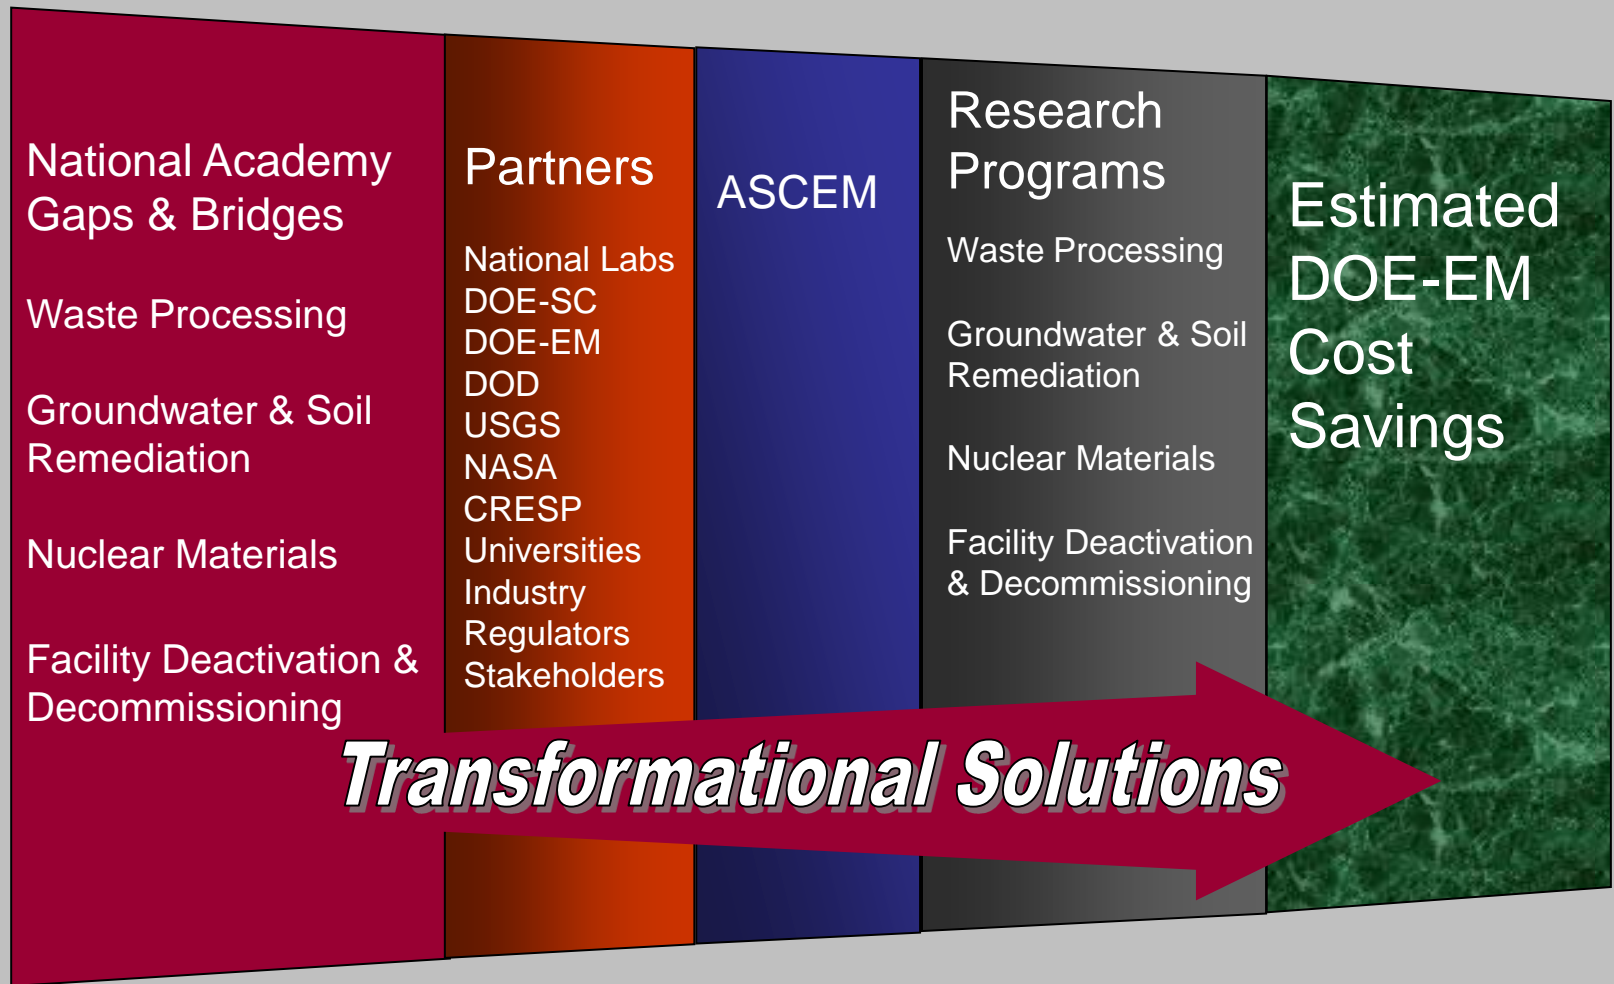 National Academy
Gaps & Bridges
Waste Processing
Groundwater & Soil
Remediation
Nuclear Materials
Facility Deactivation &
Decommissioning
Partners
National Labs
DOE-SC
DOE-EM
DOD
USGS
NASA
CRESP
Universities
Industry
Regulators
Stakeholders
ASCEM
Research
Programs
Waste Processing
Groundwater & Soil
Remediation
Nuclear Materials
Facility Deactivation
& Decommissioning
Estimated
DOE-EM
Cost
Savings
Transformational Solutions